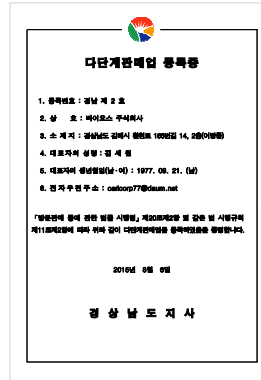 다단계판매업 등록증
1. 등록번호 : 경남 제 2 호
2. 상 호 : 바이오스 주식회사
3. 소 재 지 : 경상남도 김해시 활천로 165번길 14, 2층(어방동)
4. 대표자의 성명 : 김 세 원
5. 대표자의 생년월일(남·여) : 1977. 09. 21. (남)
6. 전 자 우 편 주 소 : carlcorp77@daum.net
「방문판매 등에 관한 법률 시행령」 제20조제2항 및 같은 법 시행규칙
제11조제2항에 따라 위와 같이 다단계판매업을 등록하였음을 증명합니다.
2015년 8월 6일
경 상 남 도 지 사